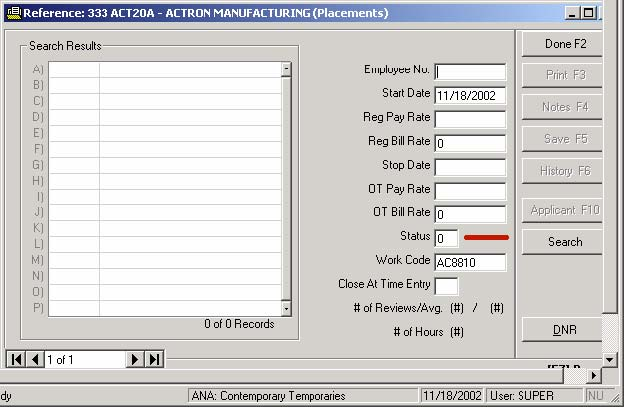 Reference: 333 ACT20A - ACTRON MANUFACTURING (Placements)
Search Results
A)
B)
C)
D)
E)
F)
G)
H)
I)
J)
K)
L)
M)
N)
O)
P)
0 of 0 Records
1 of 1
Employee No.
Start Date 11/18/2002
Reg Pay Rate
Reg Bill Rate 0
Stop Date
OT Pay Rate
OT Bill Rate 0
Status 0
Work Code AC8810
Close At Time Entry
# of Reviews/Avg. (#) / (#)
# of Hours (#)
Done F2
Print F3
Notes F4
Save F5
History F6
Applicant F10
Search
DNR
dy ANA: Contemporary Temporaries 11/18/2002 User: SUPER NU